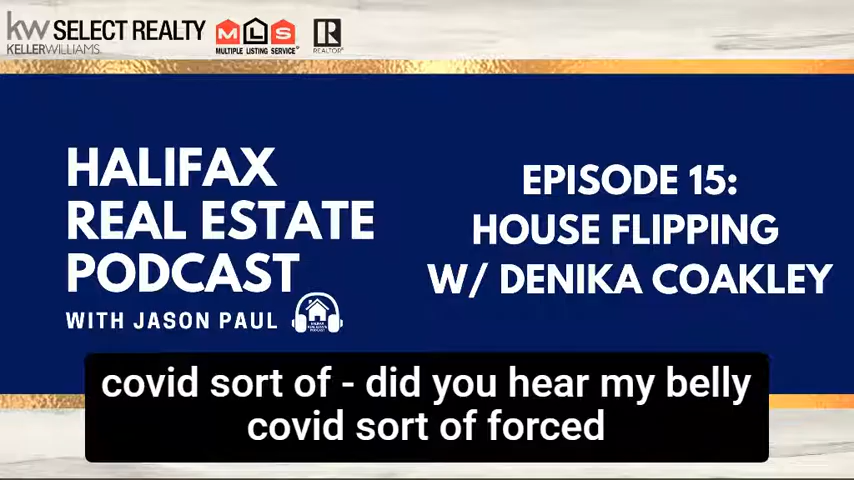 kw SELECT REALTY
KELLERWILLIAMS.
MLS
MULTIPLE LISTING SERVICE
R
REALTOR
HALIFAX
REAL ESTATE
PODCAST
WITH JASON PAUL
EPISODE 15:
HOUSE FLIPPING
W/ DENIKA COAKLEY
covid sort of - did you hear my belly
covid sort of forced